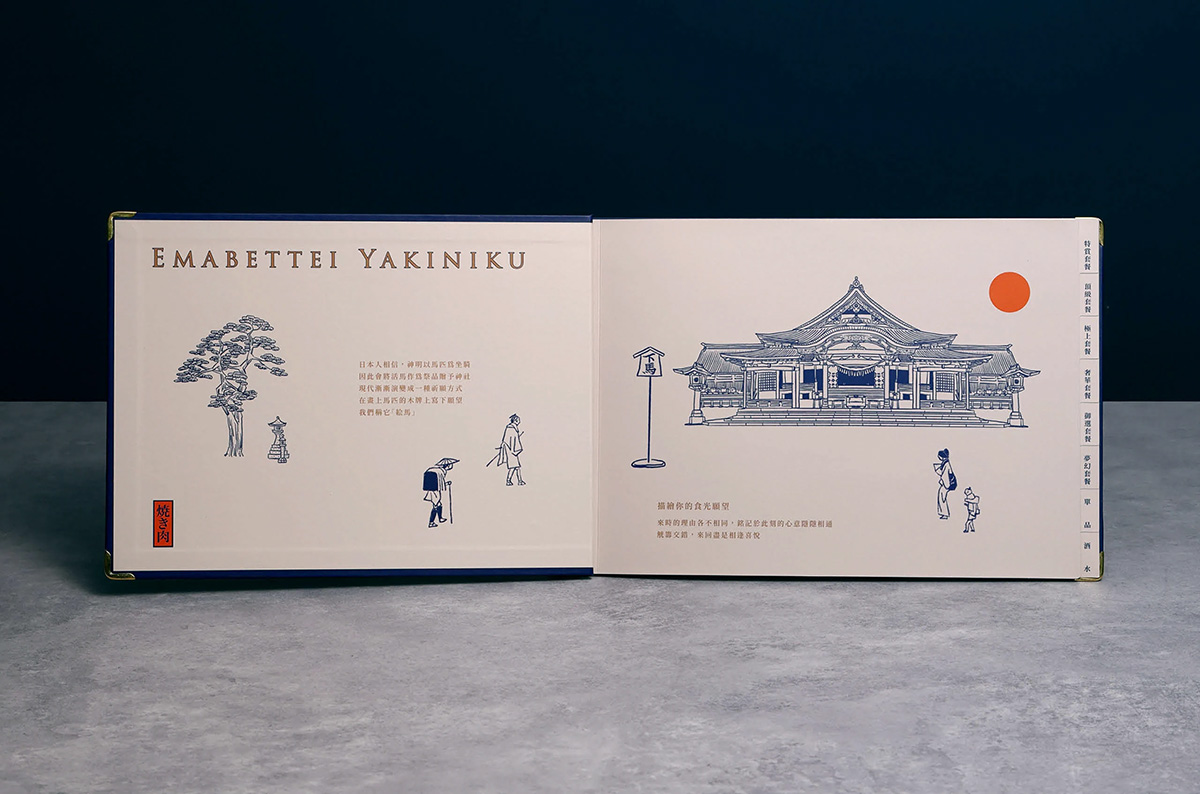 EMABETTEI YAKINIKU
日本人相信，神明以馬匹爲坐騎
因此會將活馬作爲祭品贈予神社
現代漸漸演變成一種祈願方式
在畫上馬匹的木牌上寫下願望
我們稱它「絵馬」
焼き肉
下馬
描繪你的食光願望
來時的理由各不相同，銘記於此刻的心意隨隨相通
觥籌交錯，來回盡是相逢喜悅
特賞套餐
頂級套餐
極上套餐
奢華套餐
御選套餐
夢幻套餐
單品
酒水